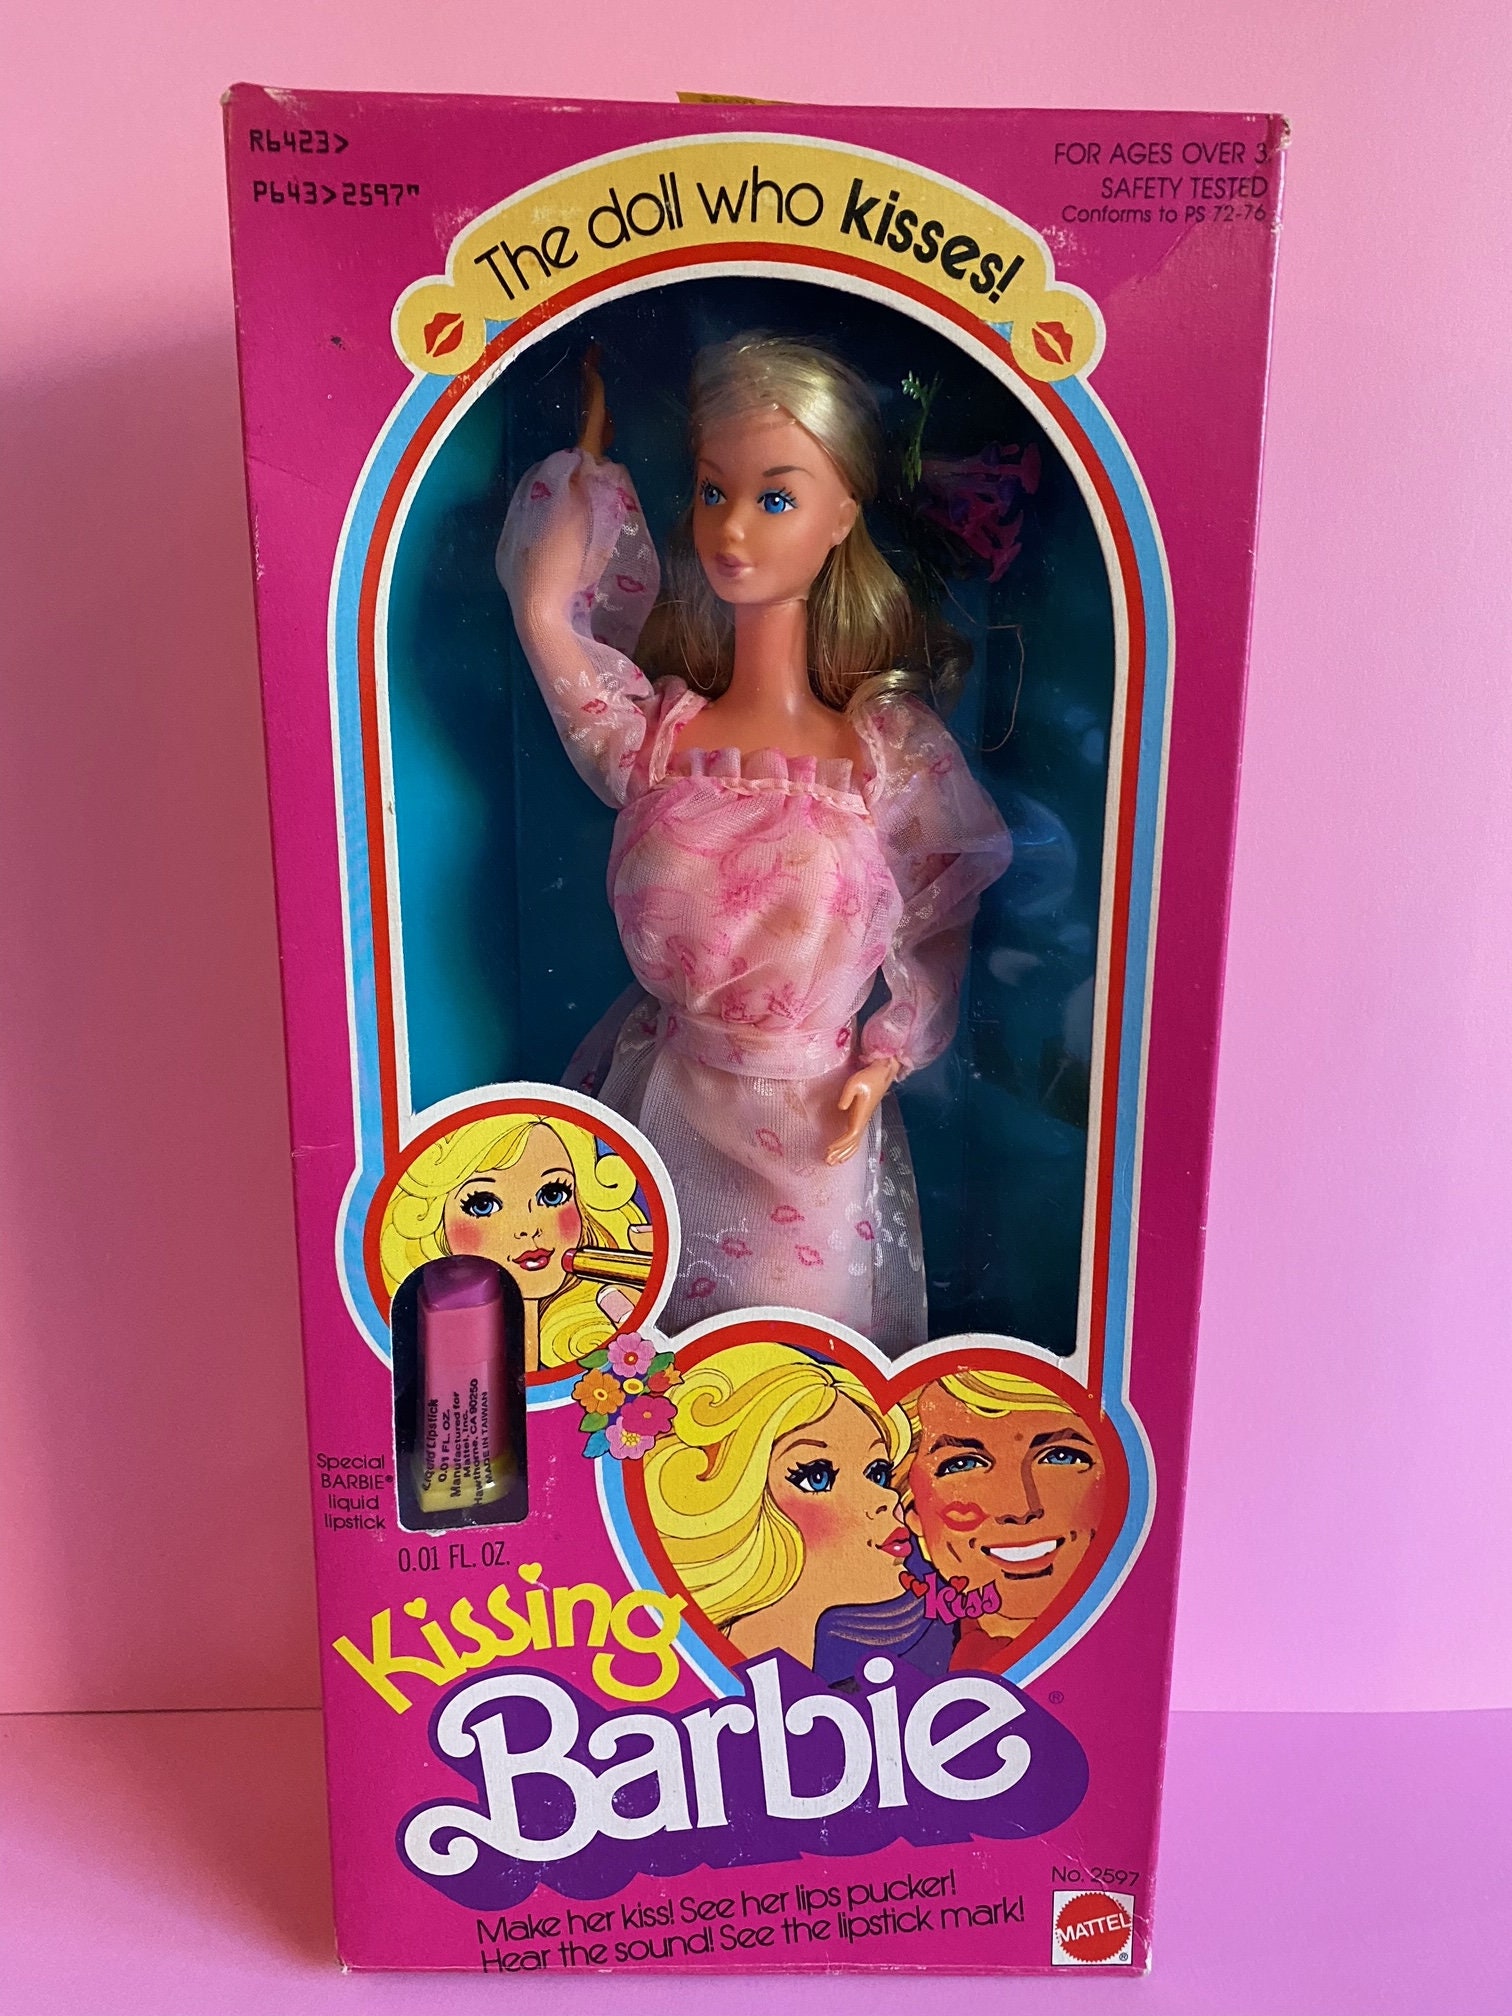 R6423>
P643>2597"
FOR AGES OVER 3
SAFETY TESTED
Conforms to PS 72-76
The doll who kisses!
Liquid Lipstick
0.01 FL. OZ.
Manufactured for
Mattel, Inc.
Hawthorne, CA 90250
MADE IN TAIWAN
Special
BARBIE®
liquid
lipstick
0.01 FL. OZ.
kiss
Kissing
Barbie®
Make her kiss! See her lips pucker!
Hear the sound! See the lipstick mark!
No. 2597
MATTEL®